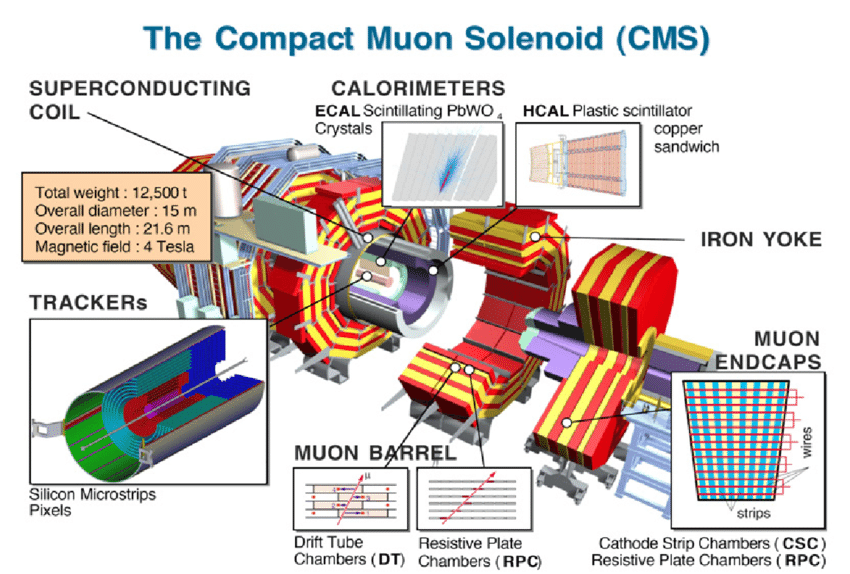 The Compact Muon Solenoid (CMS)
SUPERCONDUCTING
COIL
CALORIMETERS
ECAL Scintillating PbWO4
Crystals
HCAL Plastic scintillator
copper
sandwich
Total weight : 12,500 t
Overall diameter : 15 m
Overall length : 21.6 m
Magnetic field : 4 Tesla
IRON YOKE
TRACKERs
Silicon Microstrips
Pixels
MUON
ENDCAPS
wires
strips
MUON BARREL
μ
Drift Tube
Chambers (DT)
Resistive Plate
Chambers (RPC)
Cathode Strip Chambers (CSC)
Resistive Plate Chambers (RPC)